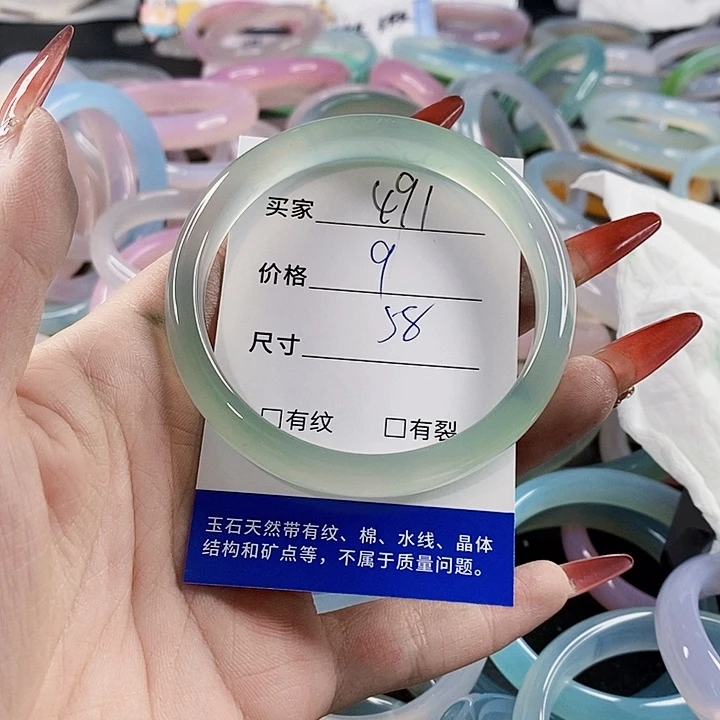 买家 491
价格 9
尺寸 58
□有纹 □有裂
玉石天然带有纹、棉、水线、晶体
结构和矿点等，不属于质量问题。